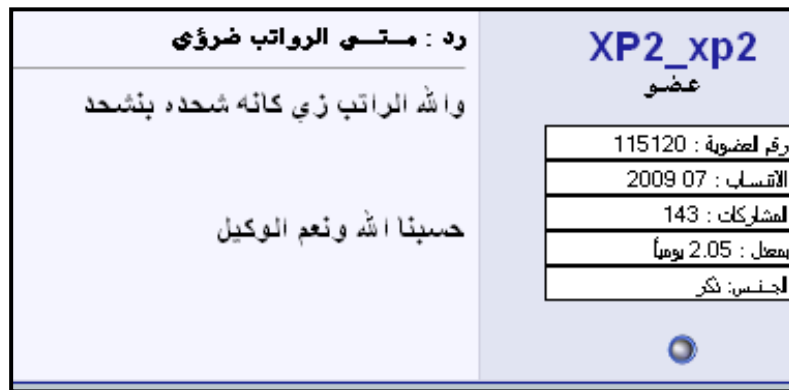 XP2_xp2
عضو
رقم العضوية : 115120
الانتساب : 07 2009
المشاركات : 143
بمعدل : 2.05 يومياً
الجنس: ذكر
رد : متى الرواتب ضرؤي
والله الراتب زي كانه شحده بنشحد
حسبنا الله ونعم الوكيل